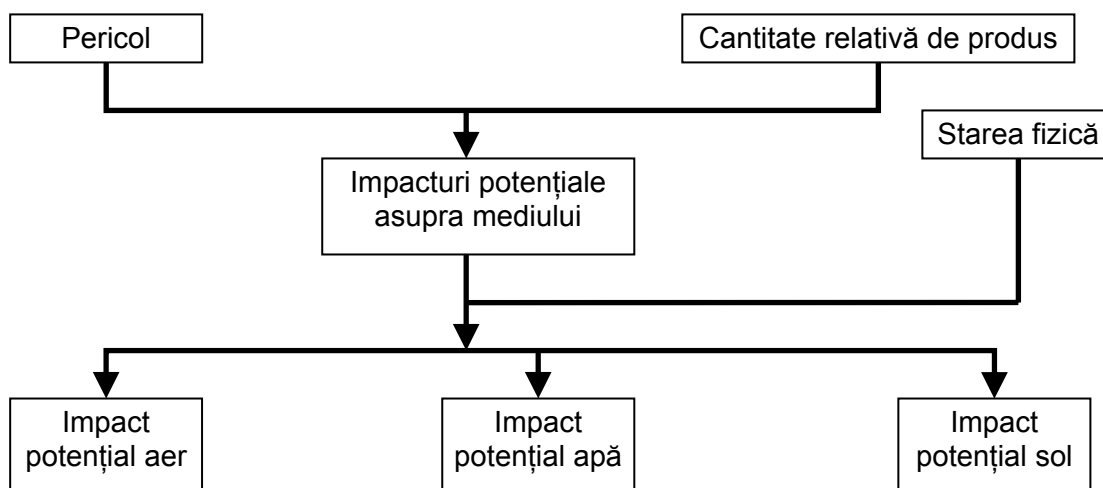 Pericol
Cantitate relativă de produs
Starea fizică
Impacturi potențiale
asupra mediului
Impact
potențial aer
Impact
potențial apă
Impact
potențial sol